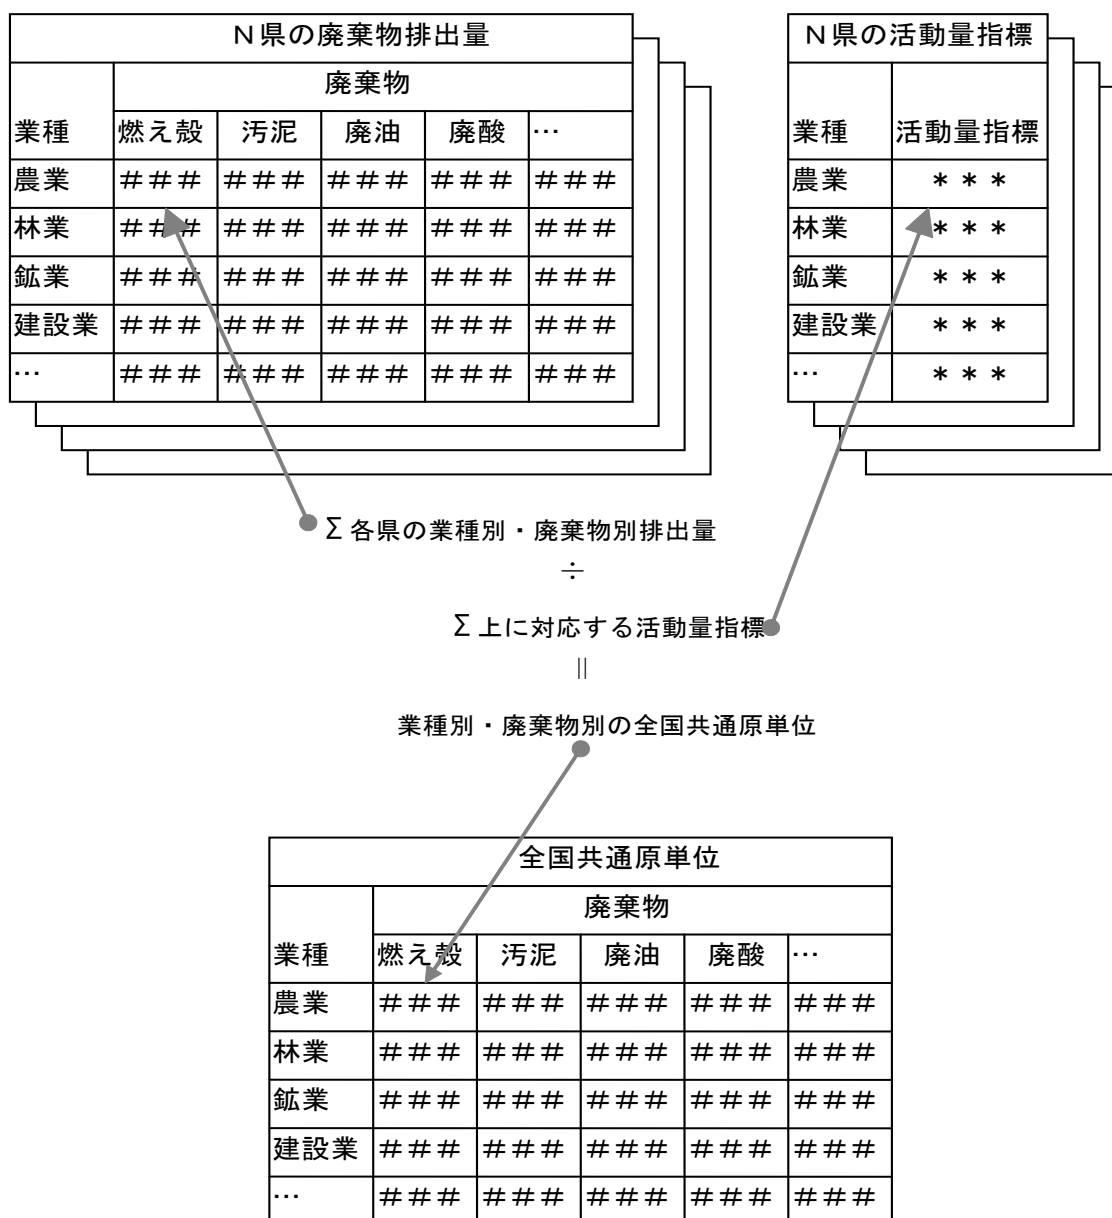 N県の廃棄物排出量
廃棄物
業種 燃え殻 汚泥 廃油 廃酸 …
農業 ### ### ### ### ###
林業 ### ### ### ### ###
鉱業 ### ### ### ### ###
建設業 ### ### ### ### ###
… ### ### ### ### ###
N県の活動量指標
業種 活動量指標
農業 ***
林業 ***
鉱業 ***
建設業 ***
… ***
Σ各県の業種別・廃棄物別排出量
÷
Σ上に対応する活動量指標
||
業種別・廃棄物別の全国共通原単位
全国共通原単位
廃棄物
業種 燃え殻 汚泥 廃油 廃酸 …
農業 ### ### ### ### ###
林業 ### ### ### ### ###
鉱業 ### ### ### ### ###
建設業 ### ### ### ### ###
… ### ### ### ### ###